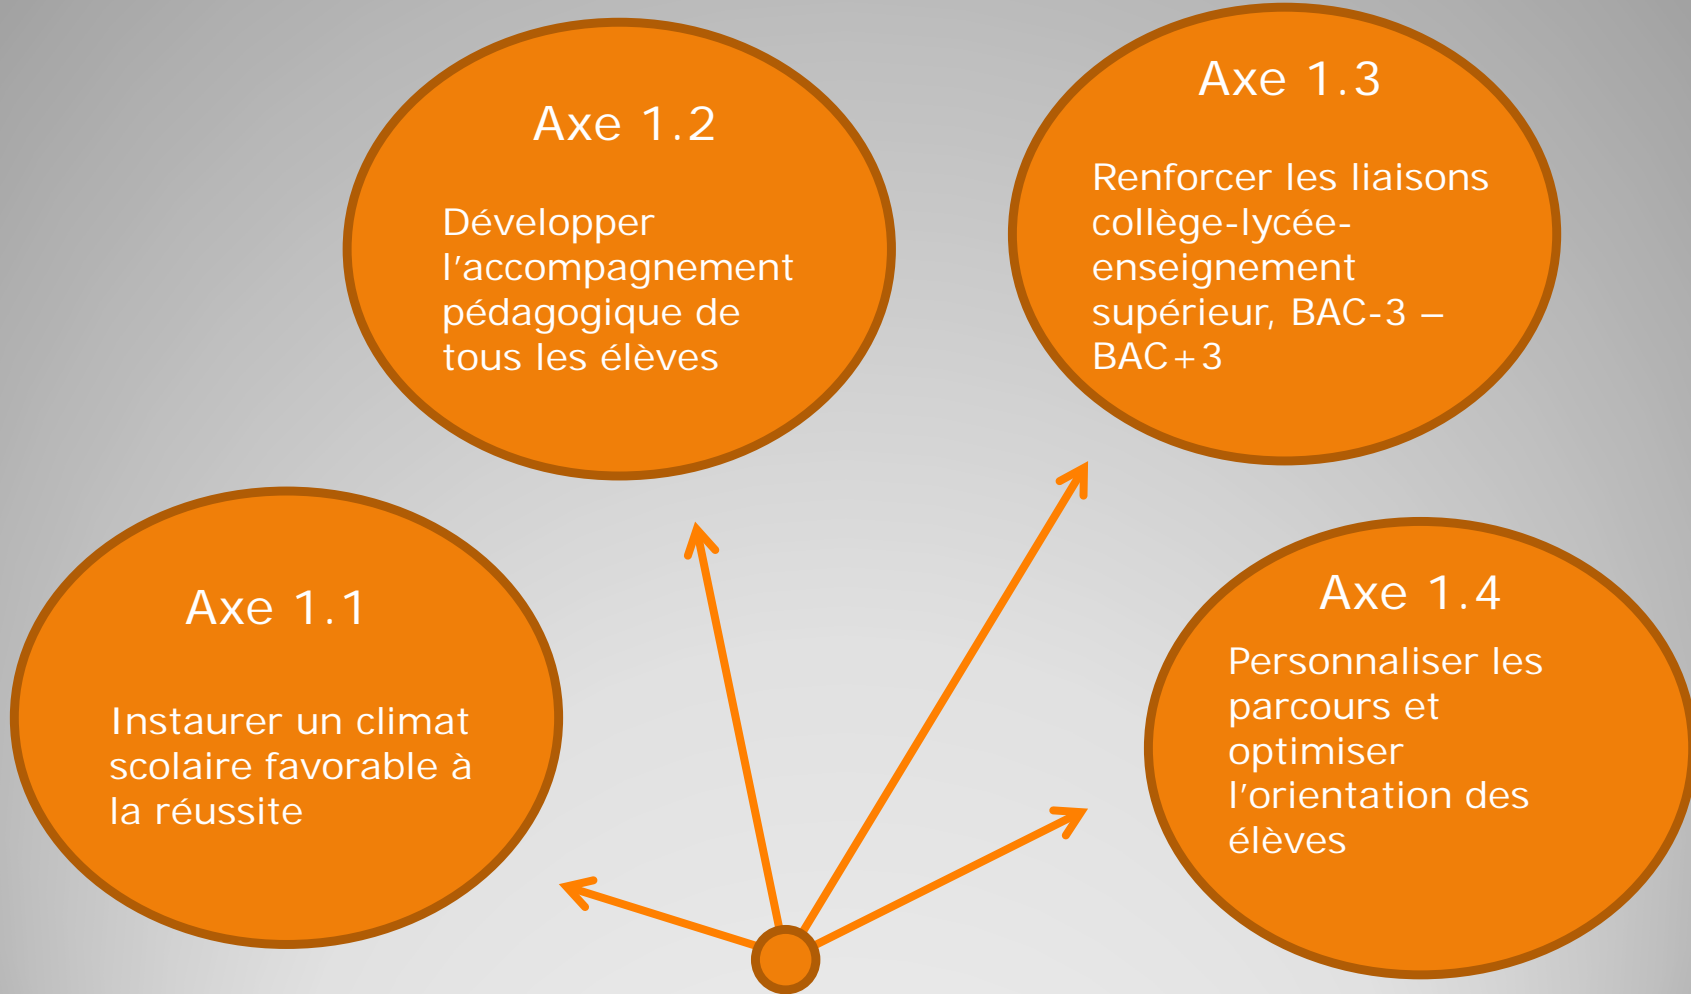 Axe 1.1
Instaurer un climat
scolaire favorable à
la réussite
Axe 1.2
Développer
l’accompagnement
pédagogique de
tous les élèves
Axe 1.3
Renforcer les liaisons
collège-lycée-
enseignement
supérieur, BAC-3 –
BAC+3
Axe 1.4
Personnaliser les
parcours et
optimiser
l’orientation des
élèves